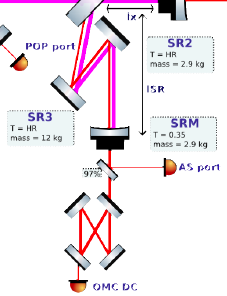 lx
SR2
T = HR
mass = 2.9 kg
POP port
lSR
SR3
T = HR
mass = 12 kg
SRM
T = 0.35
mass = 2.9 kg
97%
AS port
OMC DC